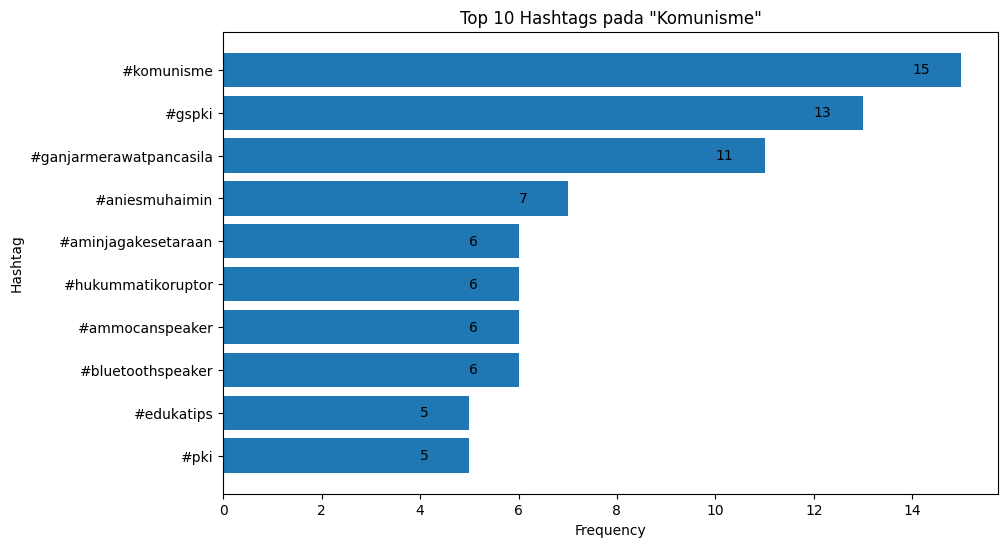 Top 10 Hashtags pada "Komunisme"
Hashtag
#komunisme 15
#gspki 13
#ganjarmerawatpancasila 11
#aniesmuhaimin 7
#aminjagakesetaraan 6
#hukummatikoruptor 6
#ammocanspeaker 6
#bluetoothspeaker 6
#edukatips 5
#pki 5
0 2 4 6 8 10 12 14
Frequency